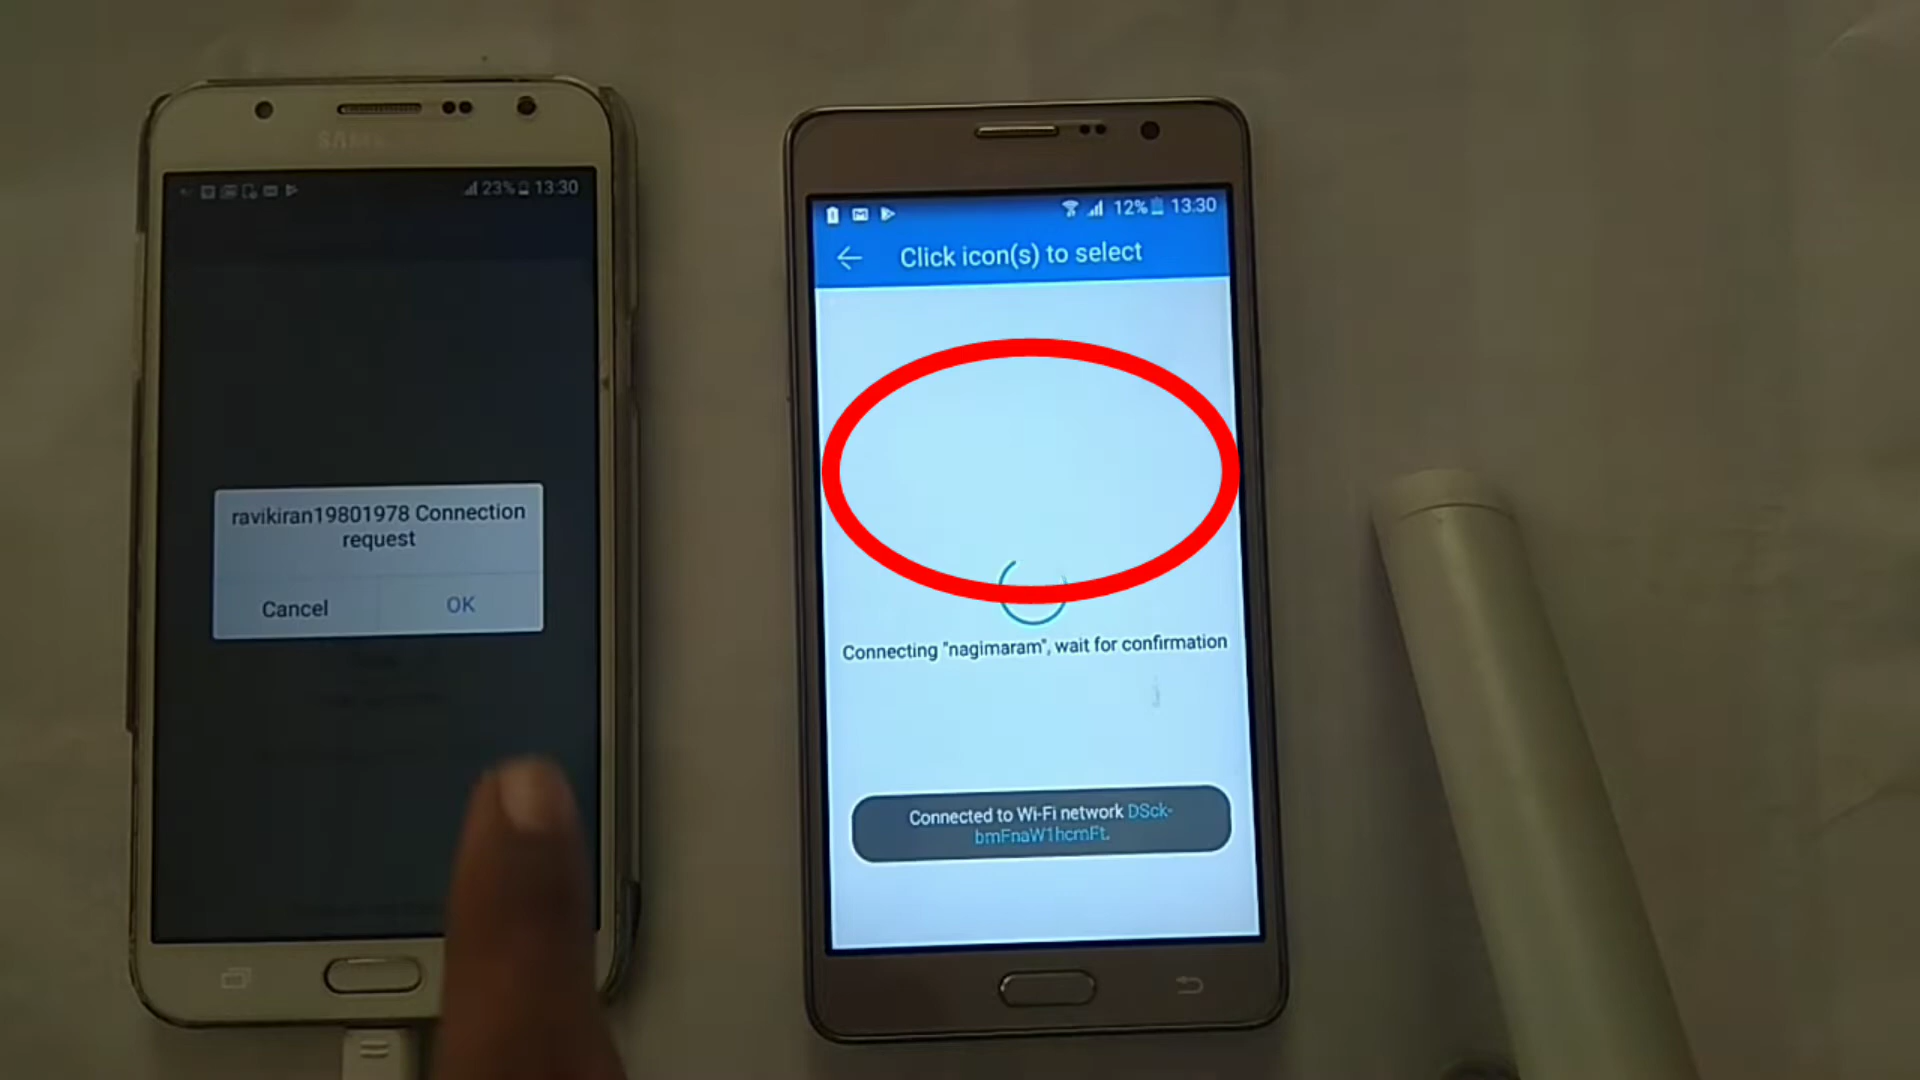 SAMSUNG
23% 13:30
ravikiran19801978 Connection
request
Cancel OK
12% 13:30
Click icon(s) to select
Connecting "nagimaram", wait for confirmation
Connected to Wi-Fi network DSck-
bmFnaW1hcmFt.